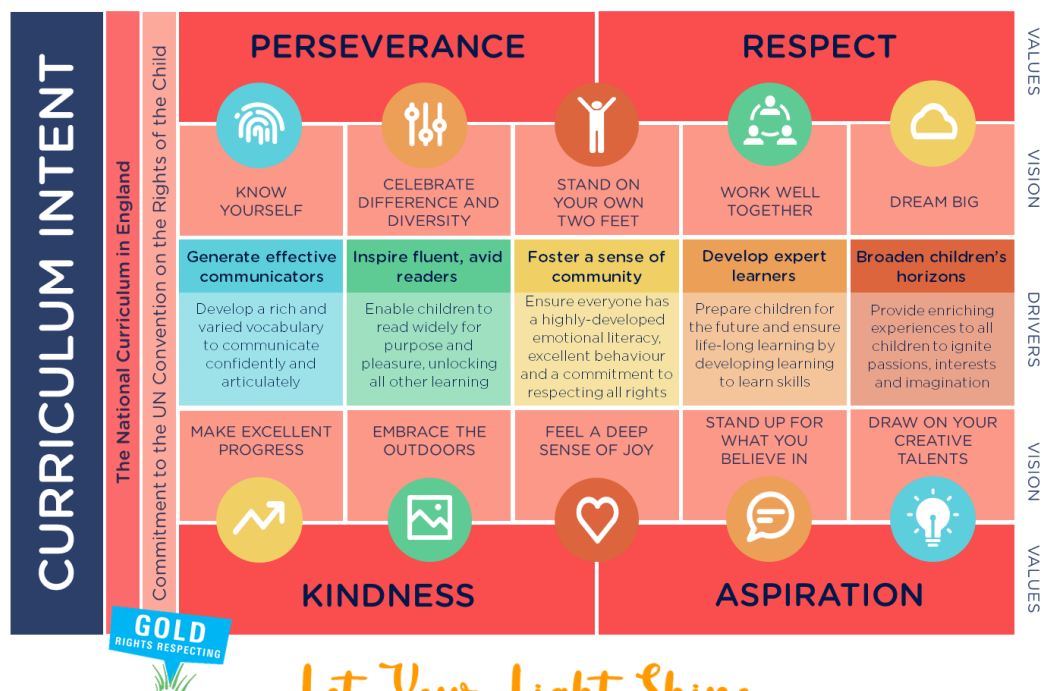 CURRICULUM INTENT
The National Curriculum in England
Commitment to the UN Convention on the Rights of the Child
PERSEVERANCE
RESPECT
VALUES
KNOW
YOURSELF
CELEBRATE
DIFFERENCE AND
DIVERSITY
STAND ON
YOUR OWN
TWO FEET
WORK WELL
TOGETHER
DREAM BIG
VISION
Generate effective
communicators
Develop a rich and
varied vocabulary
to communicate
confidently and
articulately
Inspire fluent, avid
readers
Enable children to
read widely for
purpose and
pleasure, unlocking
all other learning
Foster a sense of
community
Ensure everyone has
a highly-developed
emotional literacy,
excellent behaviour
and a commitment to
respecting all rights
Develop expert
learners
Prepare children for
the future and ensure
life-long learning by
developing learning
to learn skills
Broaden children's
horizons
Provide enriching
experiences to all
children to ignite
passions, interests
and imagination
DRIVERS
MAKE EXCELLENT
PROGRESS
EMBRACE THE
OUTDOORS
FEEL A DEEP
SENSE OF JOY
STAND UP FOR
WHAT YOU
BELIEVE IN
DRAW ON YOUR
CREATIVE
TALENTS
VISION
KINDNESS
ASPIRATION
VALUES
GOLD
RIGHTS RESPECTING
Let Your Light Shine